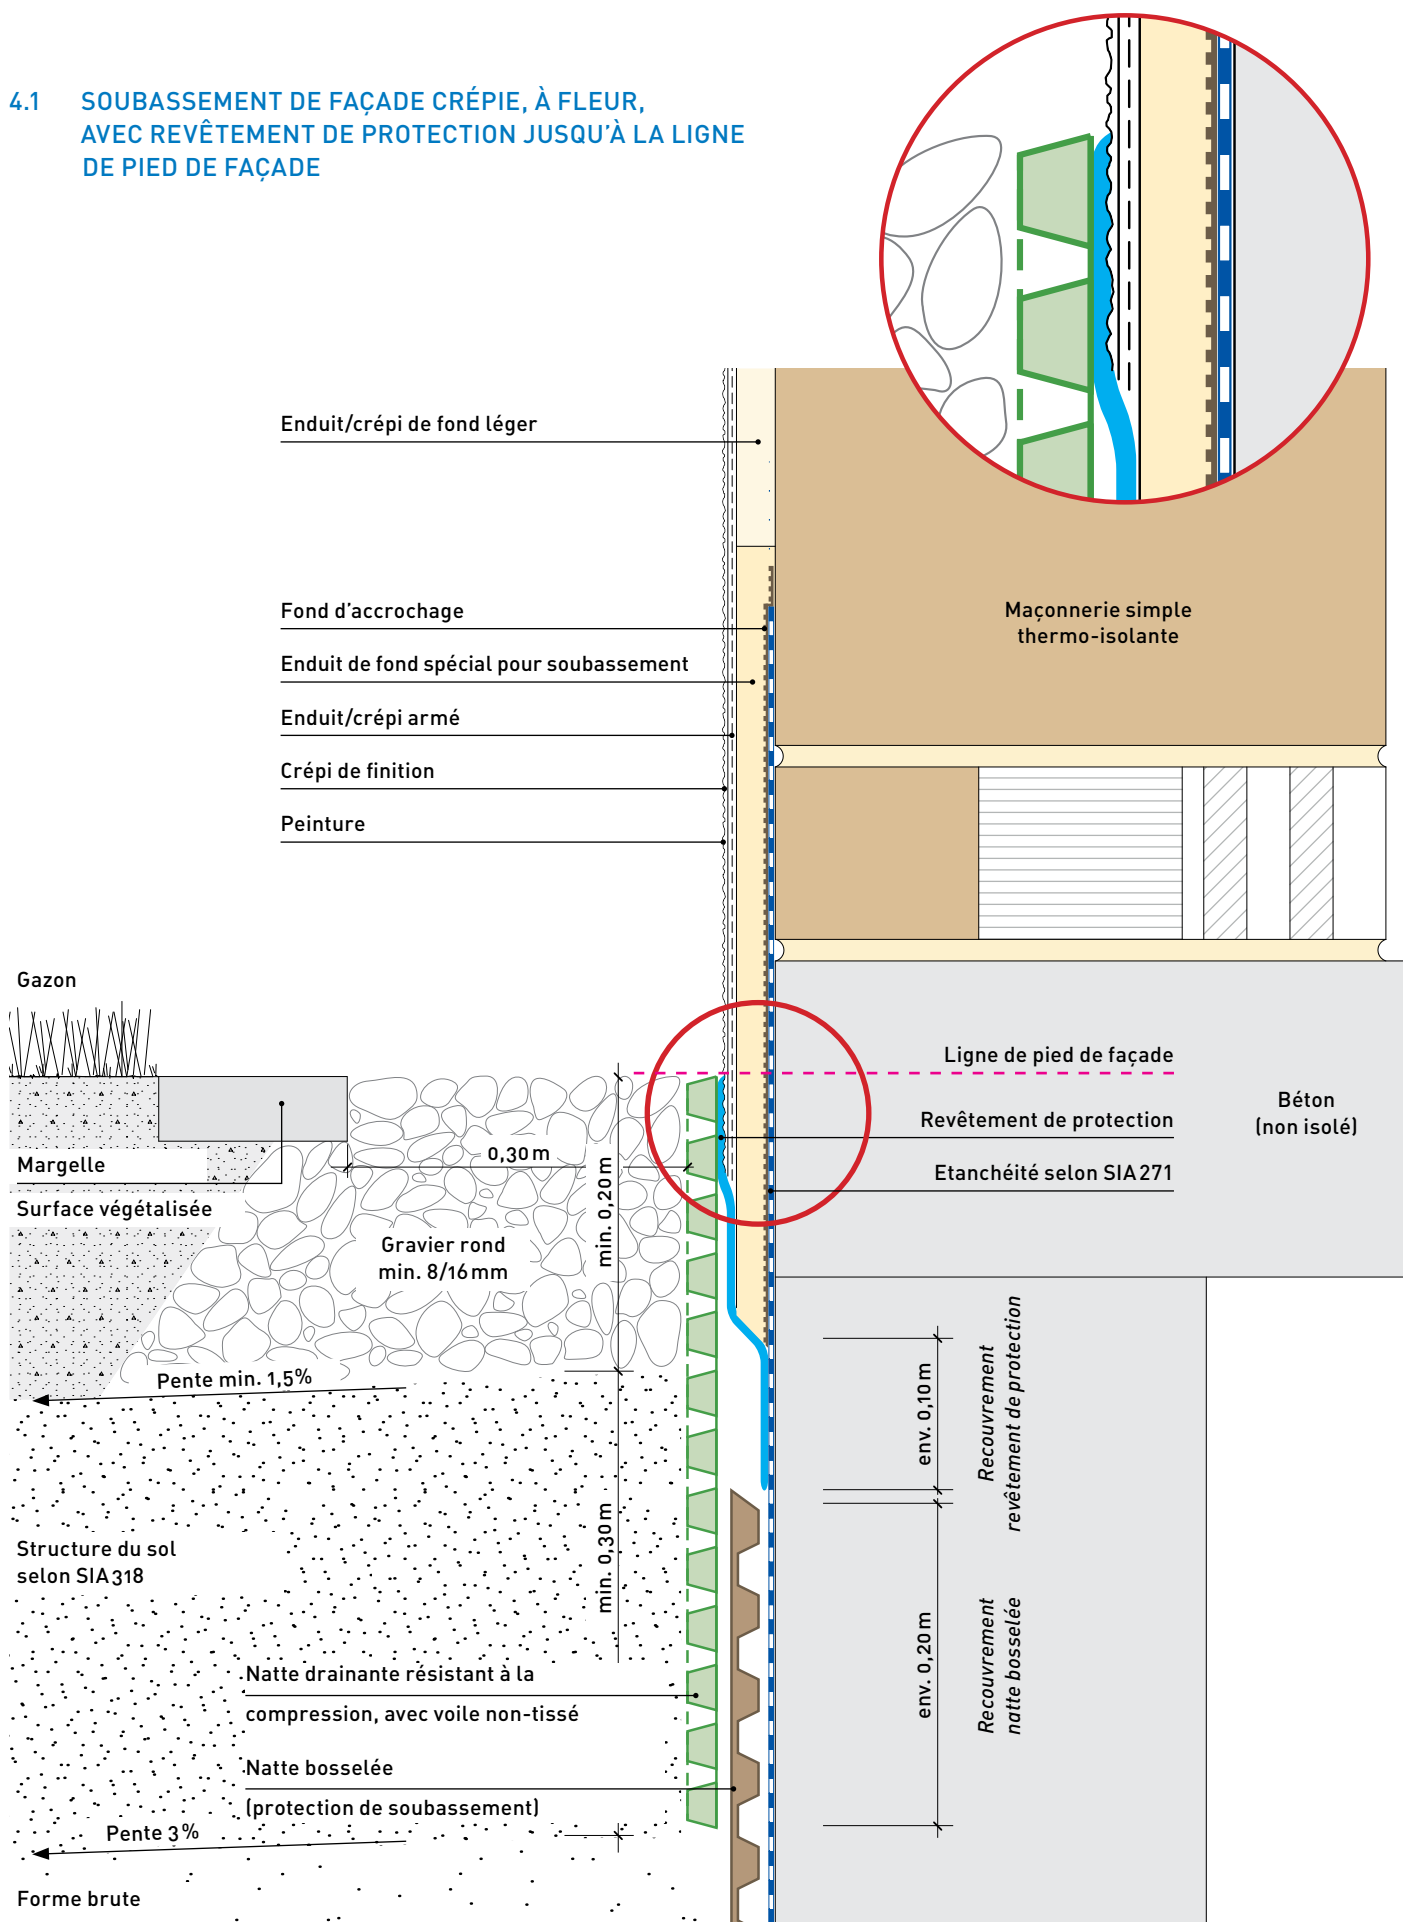 4.1 SOUBASSEMENT DE FAÇADE CRÉPIE, À FLEUR,
AVEC REVÊTEMENT DE PROTECTION JUSQU'À LA LIGNE
DE PIED DE FAÇADE
Enduit/crépi de fond léger
Fond d'accrochage
Enduit de fond spécial pour soubassement
Enduit/crépi armé
Crépi de finition
Peinture
Maçonnerie simple
thermo-isolante
Gazon
Ligne de pied de façade
Revêtement de protection
Etanchéité selon SIA 271
Béton
(non isolé)
Margelle
Surface végétalisée
0,30 m
min. 0,20 m
Gravier rond
min. 8/16 mm
Pente min. 1,5%
env. 0,10 m
Recouvrement
revêtement de protection
Structure du sol
selon SIA 318
min. 0,30 m
env. 0,20 m
Recouvrement
natte bosselée
Natte drainante résistant à la
compression, avec voile non-tissé
Natte bosselée
(protection de soubassement)
Pente 3%
Forme brute